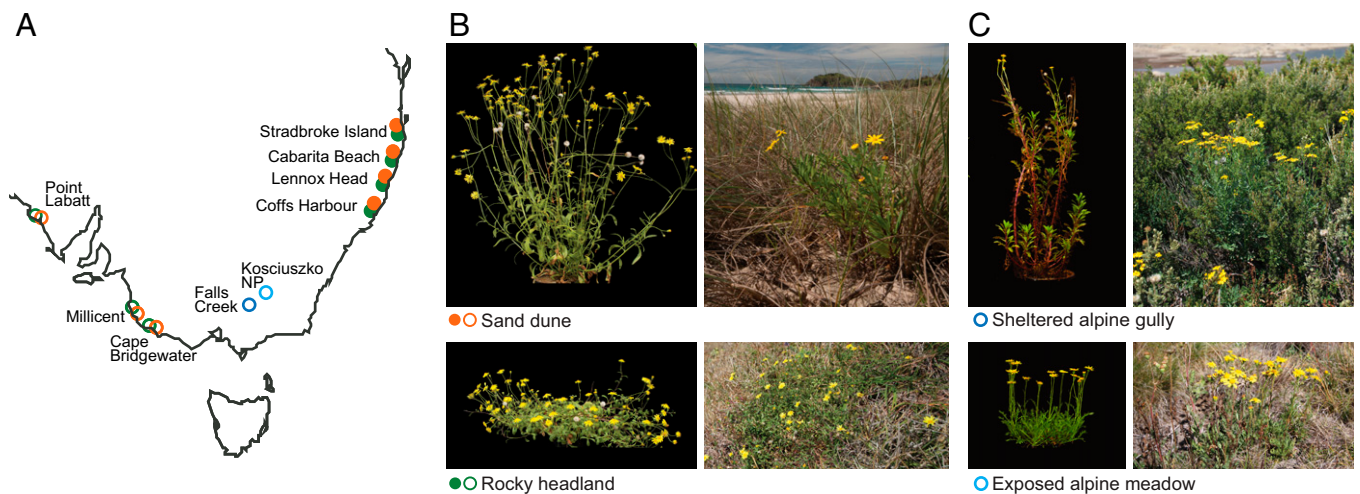 A
Stradbroke Island
Cabarita Beach
Lennox Head
Coffs Harbour
Point
Labatt
Kosciuszko
NP
Falls
Creek
Millicent
Cape
Bridgewater
B
Sand dune
Rocky headland
C
Sheltered alpine gully
Exposed alpine meadow